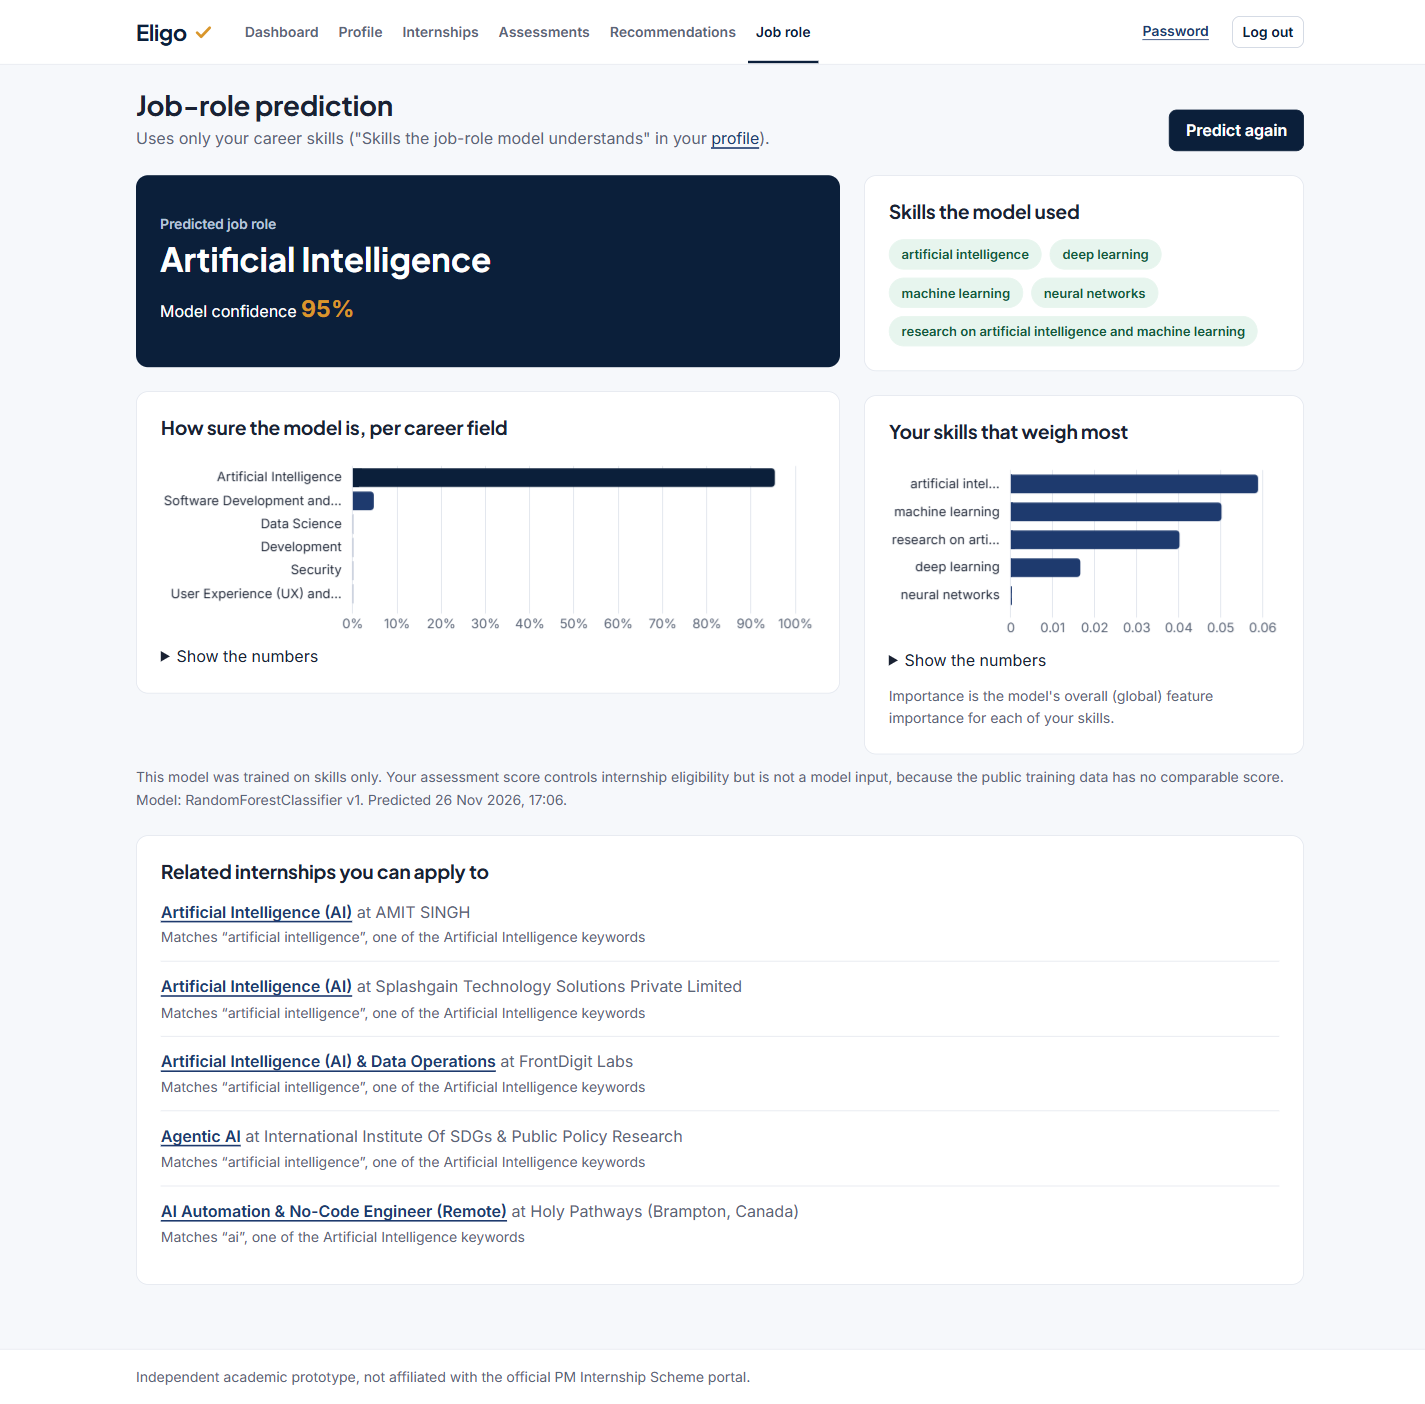 Eligo
Dashboard Profile Internships Assessments Recommendations Job role
Password Log out
Job-role prediction
Uses only your career skills ("Skills the job-role model understands" in your profile).
Predict again
Predicted job role
Artificial Intelligence
Model confidence 95%
Skills the model used
artificial intelligence deep learning
machine learning neural networks
research on artificial intelligence and machine learning
How sure the model is, per career field
Artificial Intelligence
Software Development and...
Data Science
Development
Security
User Experience (UX) and...
0% 10% 20% 30% 40% 50% 60% 70% 80% 90% 100%
Show the numbers
Your skills that weigh most
artificial intel...
machine learning
research on arti...
deep learning
neural networks
0 0.01 0.02 0.03 0.04 0.05 0.06
Show the numbers
Importance is the model's overall (global) feature
importance for each of your skills.
This model was trained on skills only. Your assessment score controls internship eligibility but is not a model input, because the public training data has no comparable score.
Model: RandomForestClassifier v1. Predicted 26 Nov 2026, 17:06.
Related internships you can apply to
Artificial Intelligence (AI) at AMIT SINGH
Matches “artificial intelligence”, one of the Artificial Intelligence keywords
Artificial Intelligence (AI) at Splashgain Technology Solutions Private Limited
Matches “artificial intelligence”, one of the Artificial Intelligence keywords
Artificial Intelligence (AI) & Data Operations at FrontDigit Labs
Matches “artificial intelligence”, one of the Artificial Intelligence keywords
Agentic AI at International Institute Of SDGs & Public Policy Research
Matches “artificial intelligence”, one of the Artificial Intelligence keywords
AI Automation & No-Code Engineer (Remote) at Holy Pathways (Brampton, Canada)
Matches “ai”, one of the Artificial Intelligence keywords
Independent academic prototype, not affiliated with the official PM Internship Scheme portal.